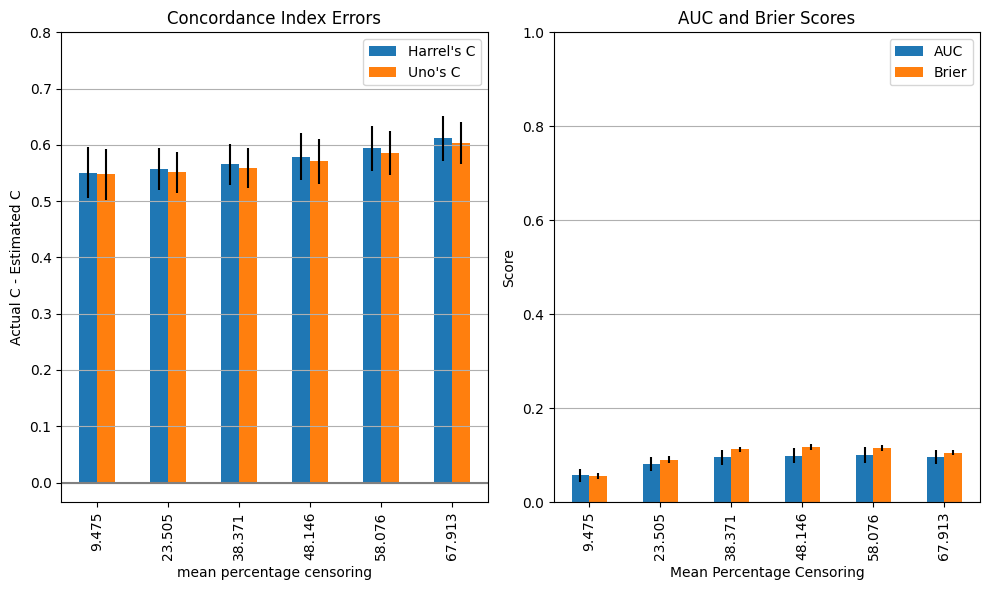 Concordance Index Errors
Actual C - Estimated C
0.8
0.7
0.6
0.5
0.4
0.3
0.2
0.1
0.0
Harrel's C
Uno's C
9.475
23.505
38.371
48.146
58.076
67.913
mean percentage censoring
AUC and Brier Scores
Score
1.0
0.8
0.6
0.4
0.2
0.0
AUC
Brier
9.475
23.505
38.371
48.146
58.076
67.913
Mean Percentage Censoring